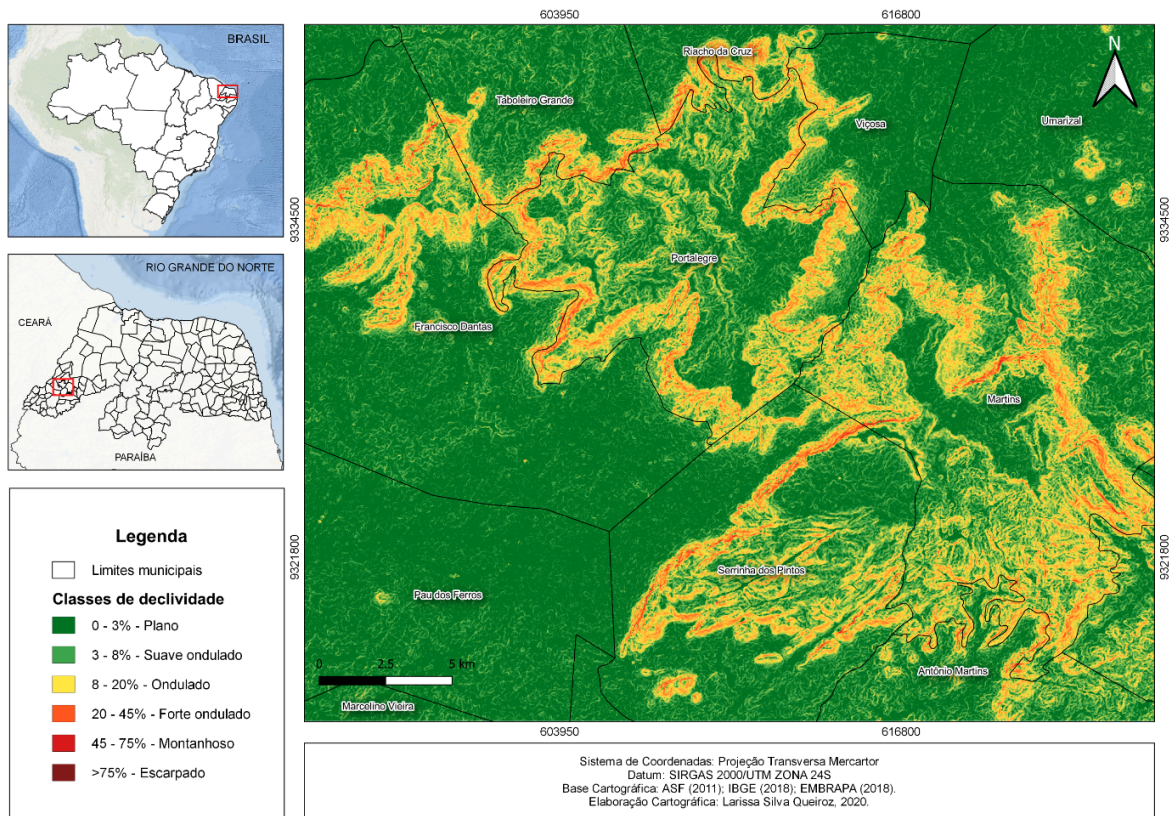 BRASIL
RIO GRANDE DO NORTE
CEARÁ
PARAÍBA
Legenda
Limites municipais
Classes de declividade
0 - 3% - Plano
3 - 8% - Suave ondulado
8 - 20% - Ondulado
20 - 45% - Forte ondulado
45 - 75% - Montanhoso
>75% - Escarpado
603950
616800
9334500
9334500
9321800
9321800
N
Riacho da Cruz
Taboleiro Grande
Viçosa
Umarizal
Portalegre
Francisco Dantas
Martins
Serrinha dos Pintos
Pau dos Ferros
Antônio Martins
Marcelino Vieira
0 2.5 5 km
603950
616800
Sistema de Coordenadas: Projeção Transversa Mercartor
Datum: SIRGAS 2000/UTM ZONA 24S
Base Cartográfica: ASF (2011); IBGE (2018); EMBRAPA (2018).
Elaboração Cartográfica: Larissa Silva Queiroz, 2020.